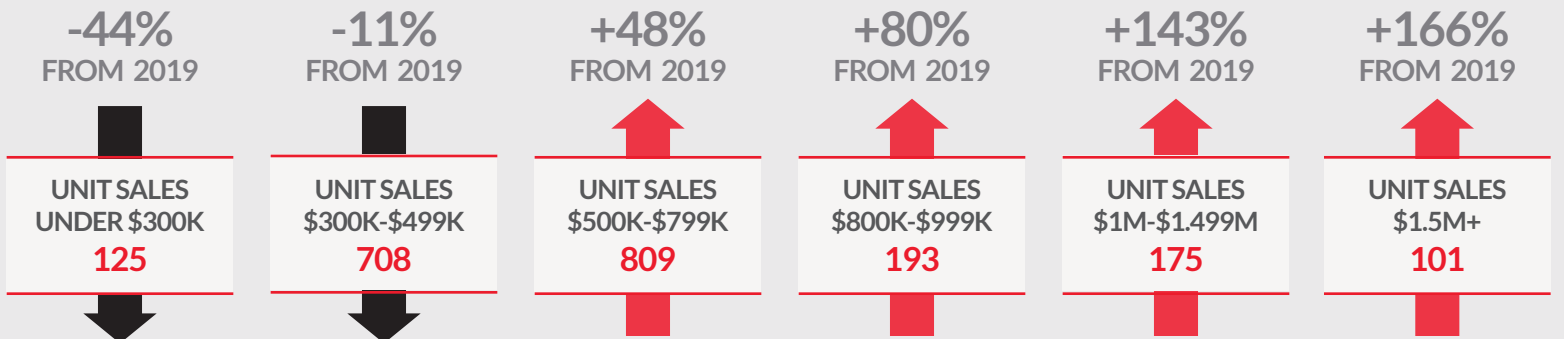 -44%
FROM 2019
UNIT SALES
UNDER $300K
125
-11%
FROM 2019
UNIT SALES
$300K-$499K
708
+48%
FROM 2019
UNIT SALES
$500K-$799K
809
+80%
FROM 2019
UNIT SALES
$800K-$999K
193
+143%
FROM 2019
UNIT SALES
$1M-$1.499M
175
+166%
FROM 2019
UNIT SALES
$1.5M+
101